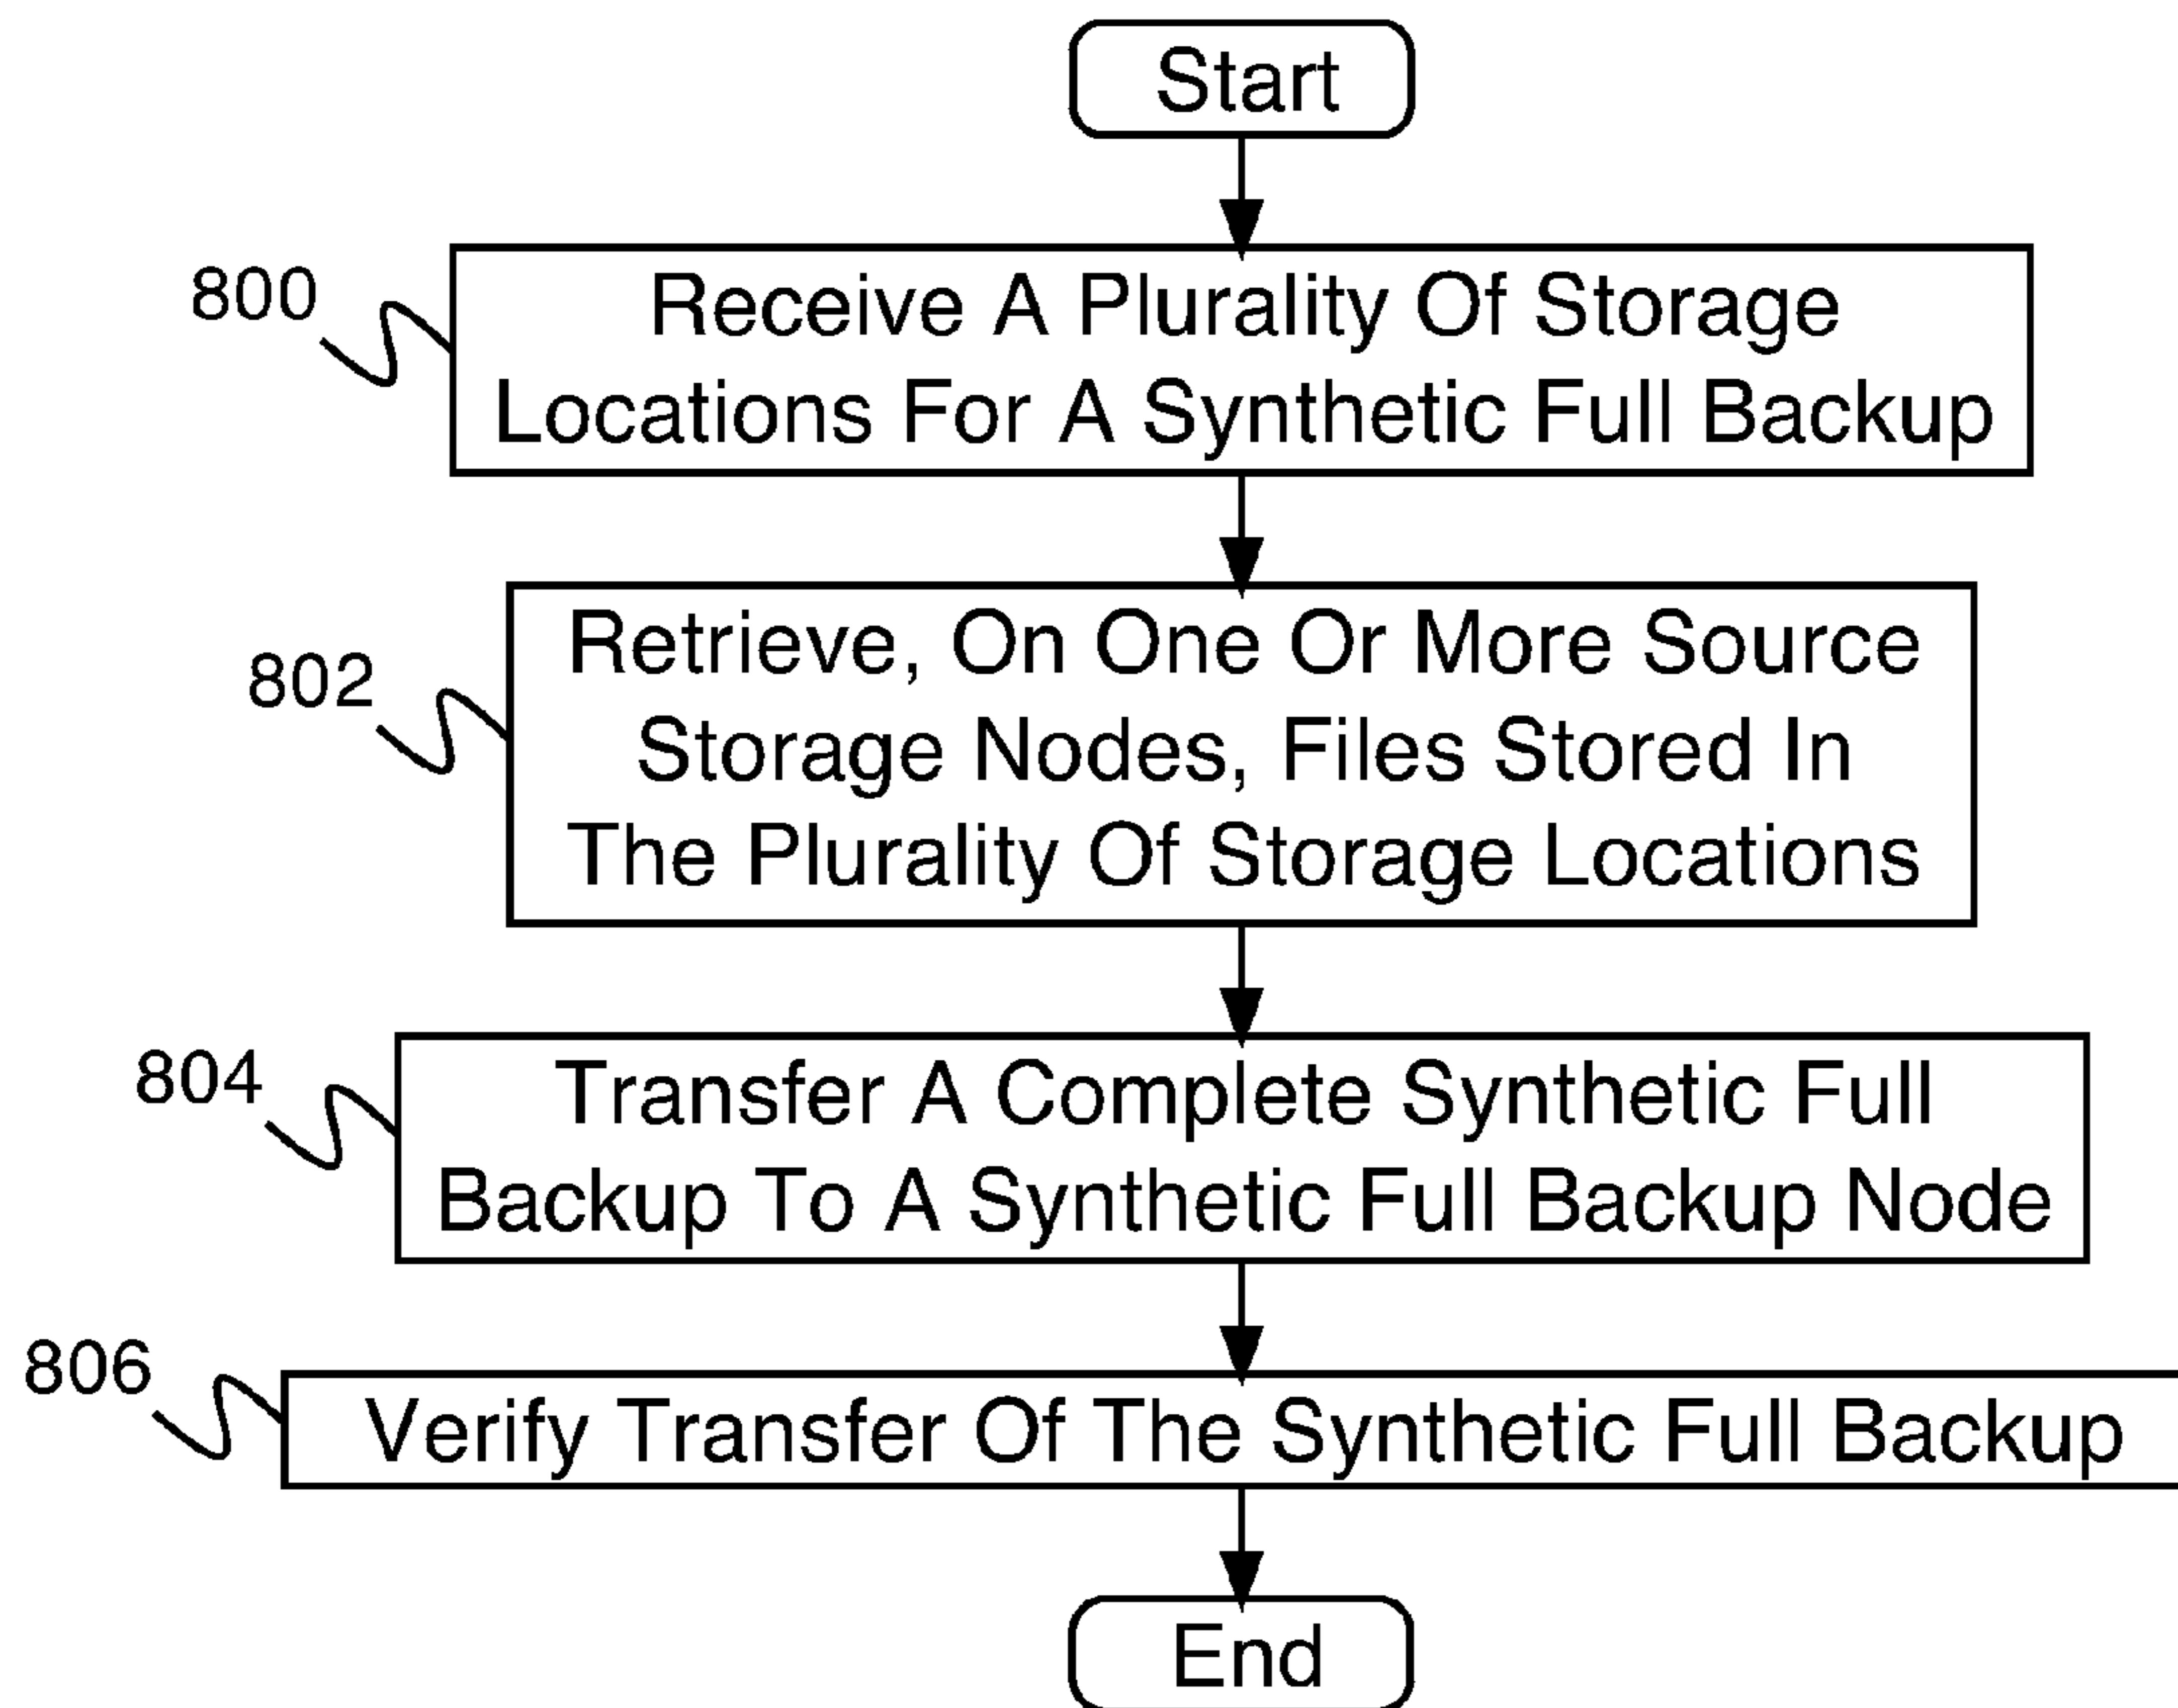 Start
800
Receive A Plurality Of Storage
Locations For A Synthetic Full Backup
802
Retrieve, On One Or More Source
Storage Nodes, Files Stored In
The Plurality Of Storage Locations
804
Transfer A Complete Synthetic Full
Backup To A Synthetic Full Backup Node
806
Verify Transfer Of The Synthetic Full Backup
End